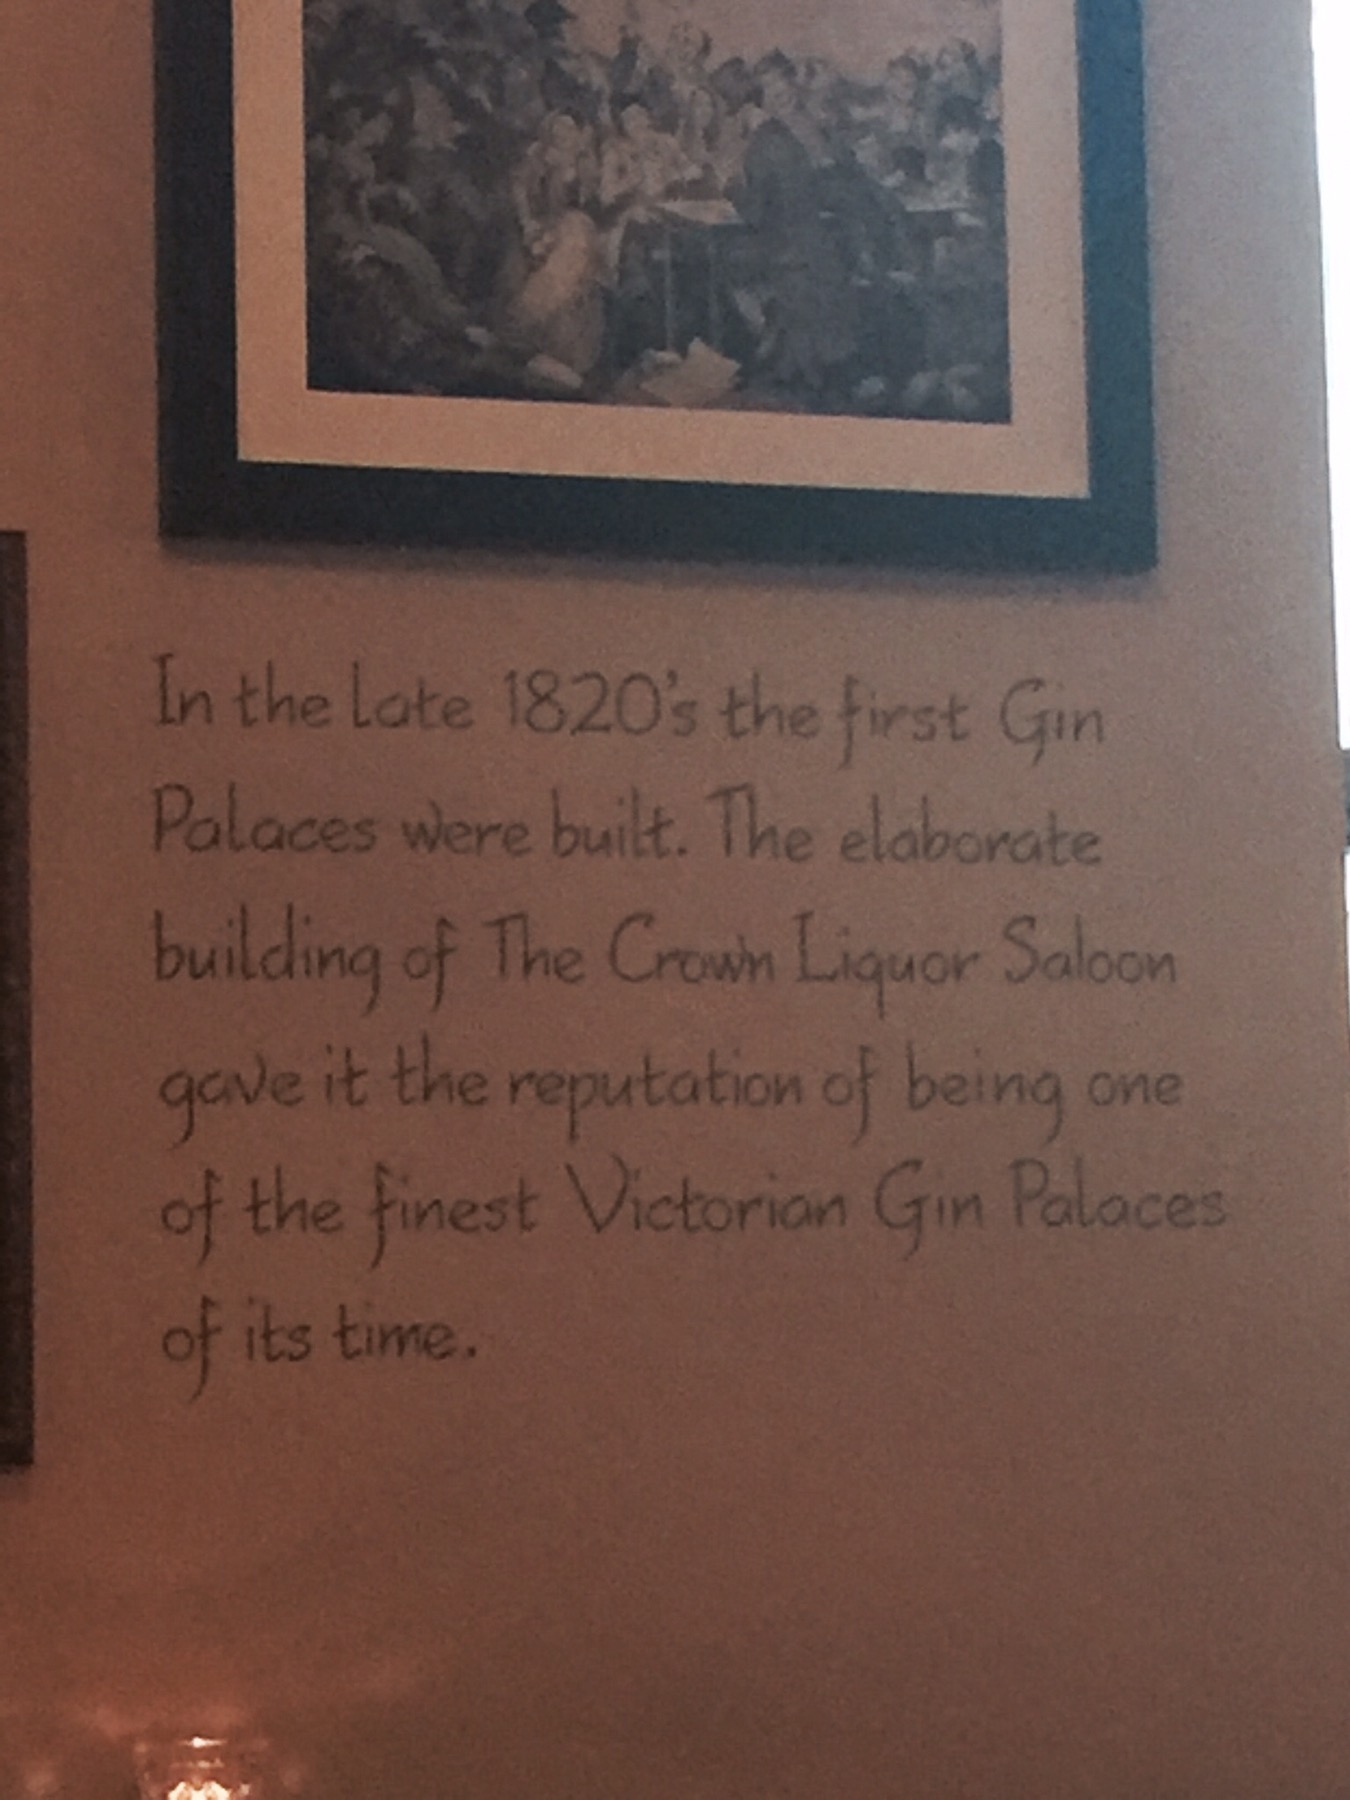 In the late 1820's the first Gin
Palaces were built. The elaborate
building of The Crown Liquor Saloon
gave it the reputation of being one
of the finest Victorian Gin Palaces
of its time.